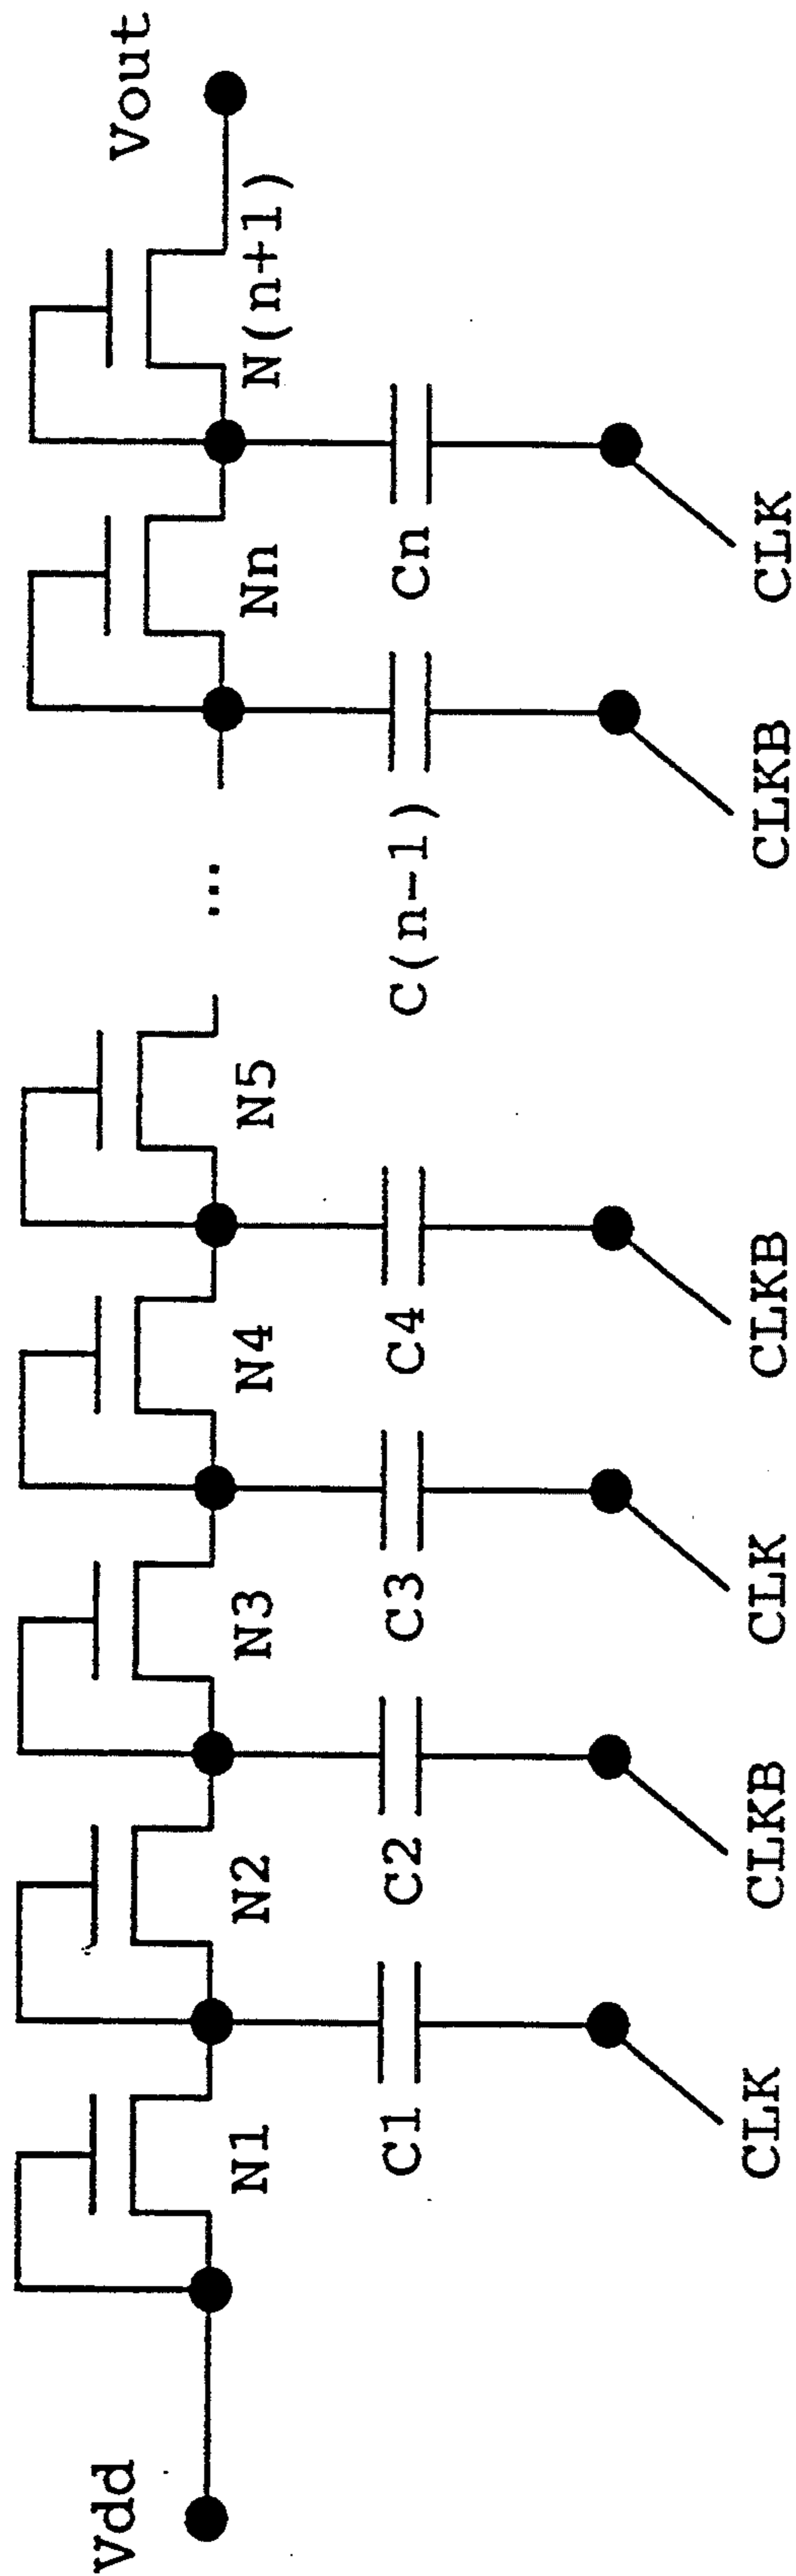 Vdd
N1
N2
N3
N4
N5
...
Nn
N(n+1)
Vout
C1
C2
C3
C4
C(n-1)
Cn
CLK
CLKB
CLK
CLKB
CLKB
CLK